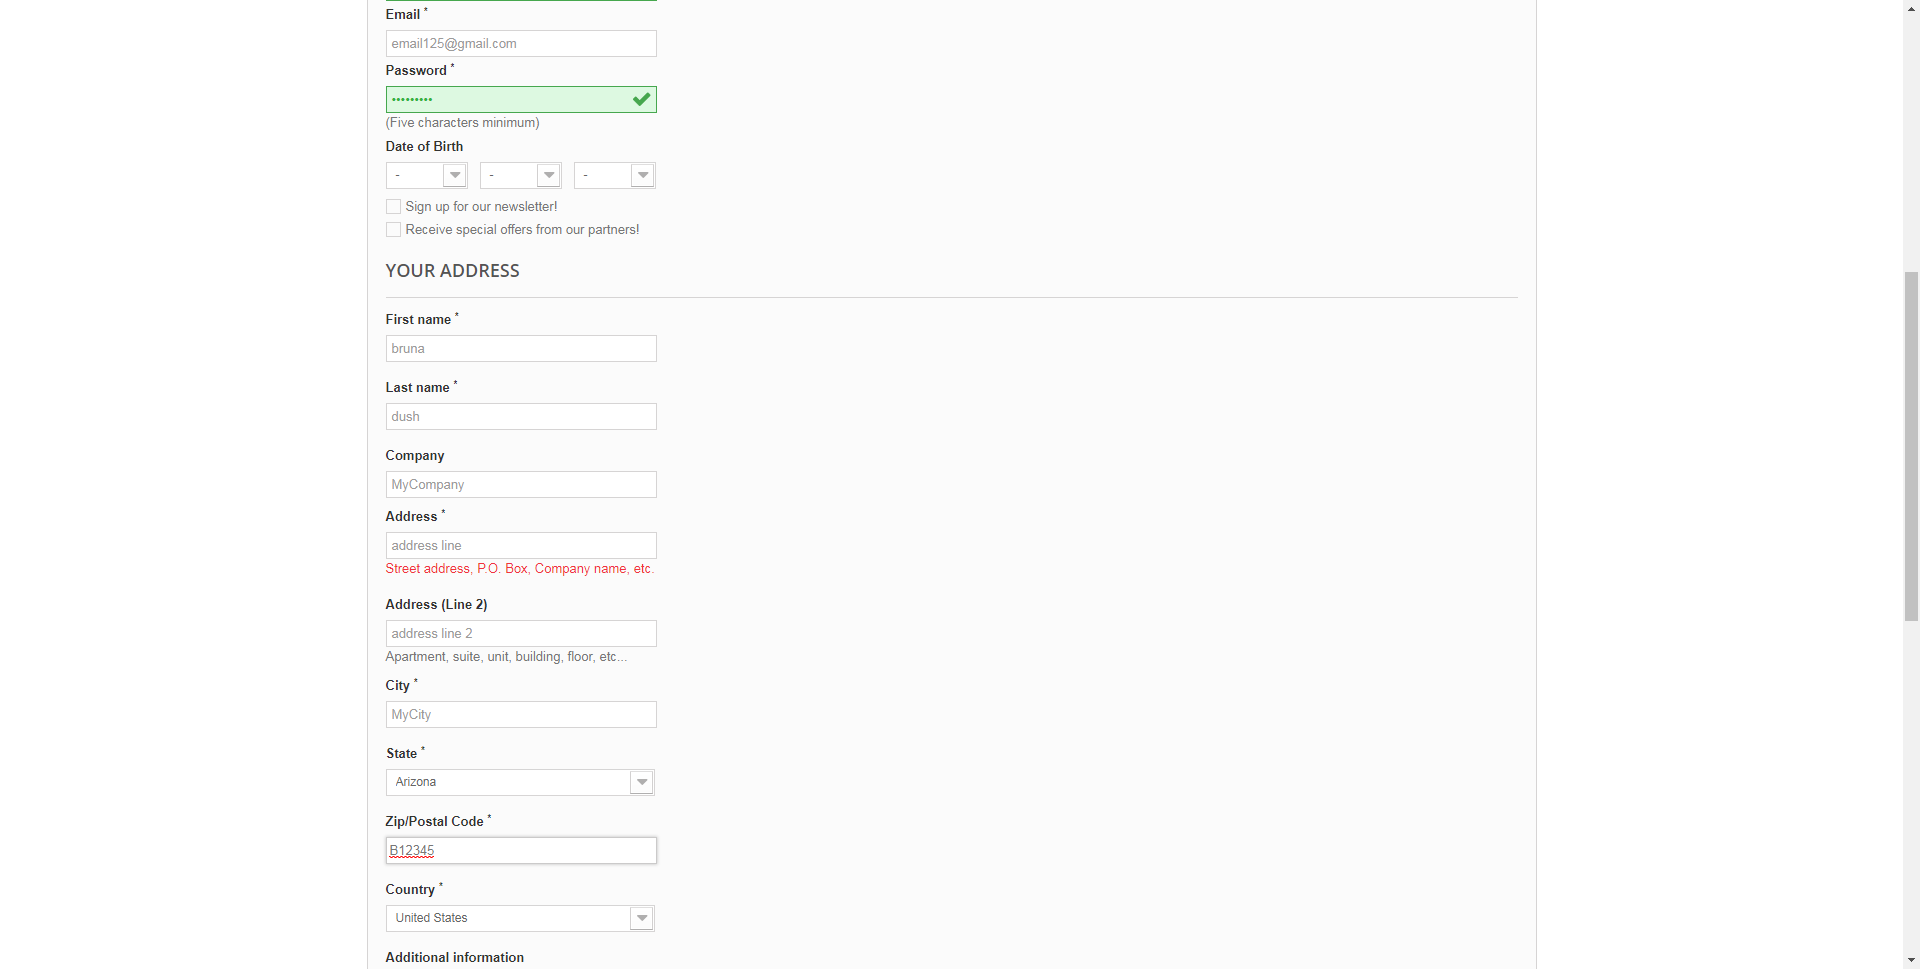 Email *
email125@gmail.com
Password *
•••••••••
(Five characters minimum)
Date of Birth
- - -
Sign up for our newsletter!
Receive special offers from our partners!
YOUR ADDRESS
First name *
bruna
Last name *
dush
Company
MyCompany
Address *
address line
Street address, P.O. Box, Company name, etc.
Address (Line 2)
address line 2
Apartment, suite, unit, building, floor, etc...
City *
MyCity
State *
Arizona
Zip/Postal Code *
B12345
Country *
United States
Additional information